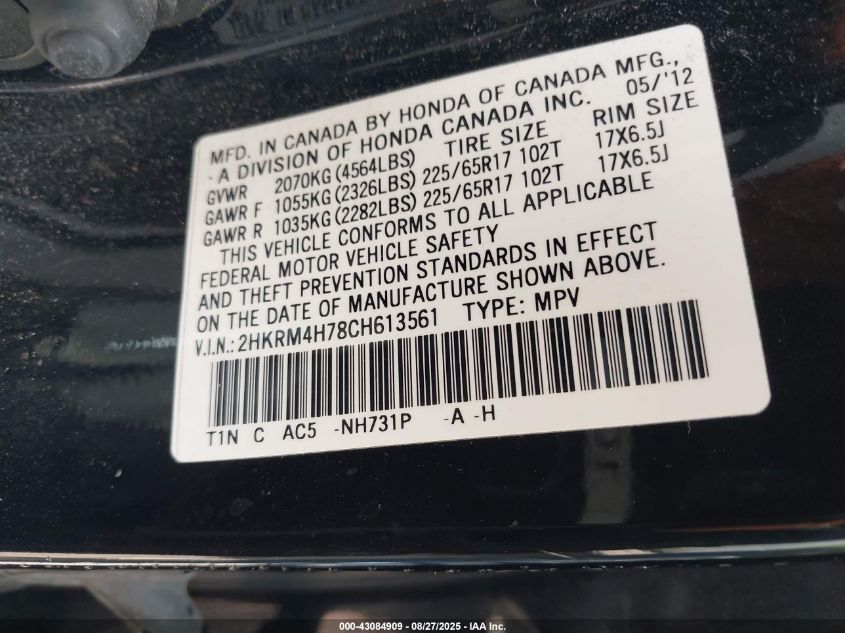 MFD. IN CANADA BY HONDA OF CANADA MFG.,
-A DIVISION OF HONDA CANADA INC. 05/'12
GVWR 2070KG(4564LBS) TIRE SIZE RIM SIZE
GAWR F 1055KG(2326LBS) 225/65R17 102T 17X6.5J
GAWR R 1035KG(2282LBS) 225/65R17 102T 17X6.5J
THIS VEHICLE CONFORMS TO ALL APPLICABLE
FEDERAL MOTOR VEHICLE SAFETY
AND THEFT PREVENTION STANDARDS IN EFFECT
ON THE DATE OF MANUFACTURE SHOWN ABOVE.
V.I.N.: 2HKRM4H78CH613561 TYPE: MPV
T1N C AC5 -NH731P -A -H
000-43084909 - 08/27/2025 - IAA Inc.